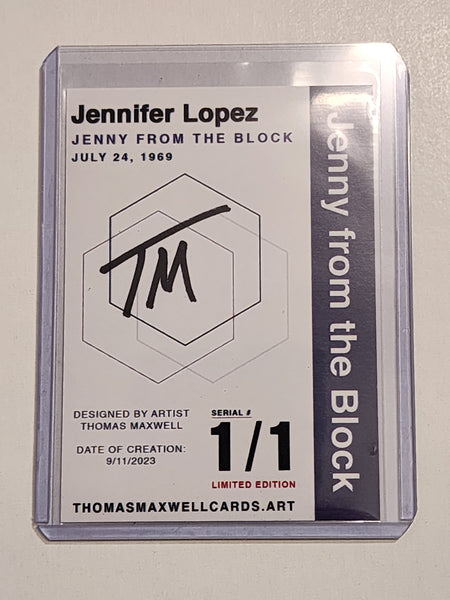 Jennifer Lopez
JENNY FROM THE BLOCK
JULY 24, 1969
TM
DESIGNED BY ARTIST
THOMAS MAXWELL
DATE OF CREATION:
9/11/2023
SERIAL #
1/1
LIMITED EDITION
THOMASMAXWELLCARDS.ART
Jenny from the Block